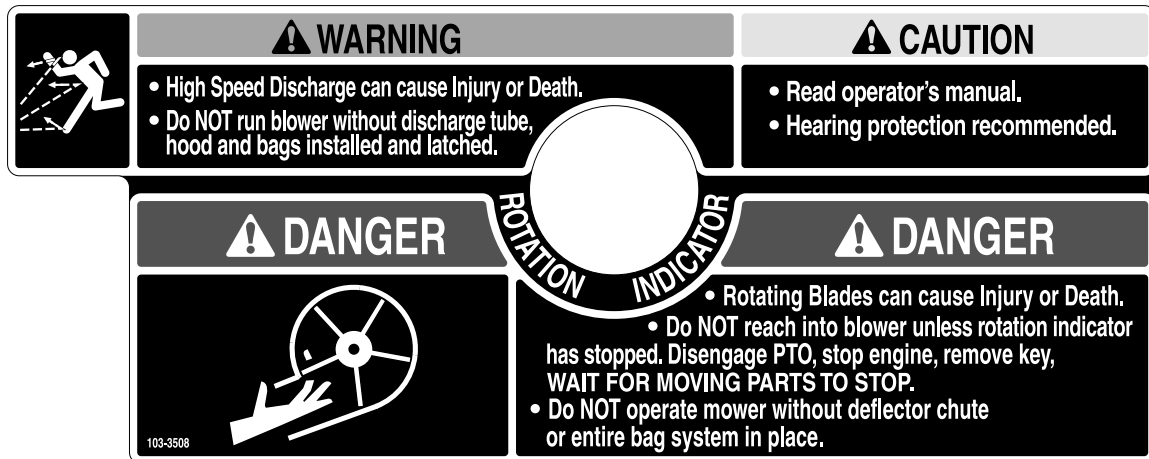 WARNING
• High Speed Discharge can cause Injury or Death.
• Do NOT run blower without discharge tube,
hood and bags installed and latched.
CAUTION
• Read operator's manual.
• Hearing protection recommended.
ROTATION INDICATOR
DANGER
103-3508
DANGER
• Rotating Blades can cause Injury or Death.
• Do NOT reach into blower unless rotation indicator
has stopped. Disengage PTO, stop engine, remove key,
WAIT FOR MOVING PARTS TO STOP.
• Do NOT operate mower without deflector chute
or entire bag system in place.